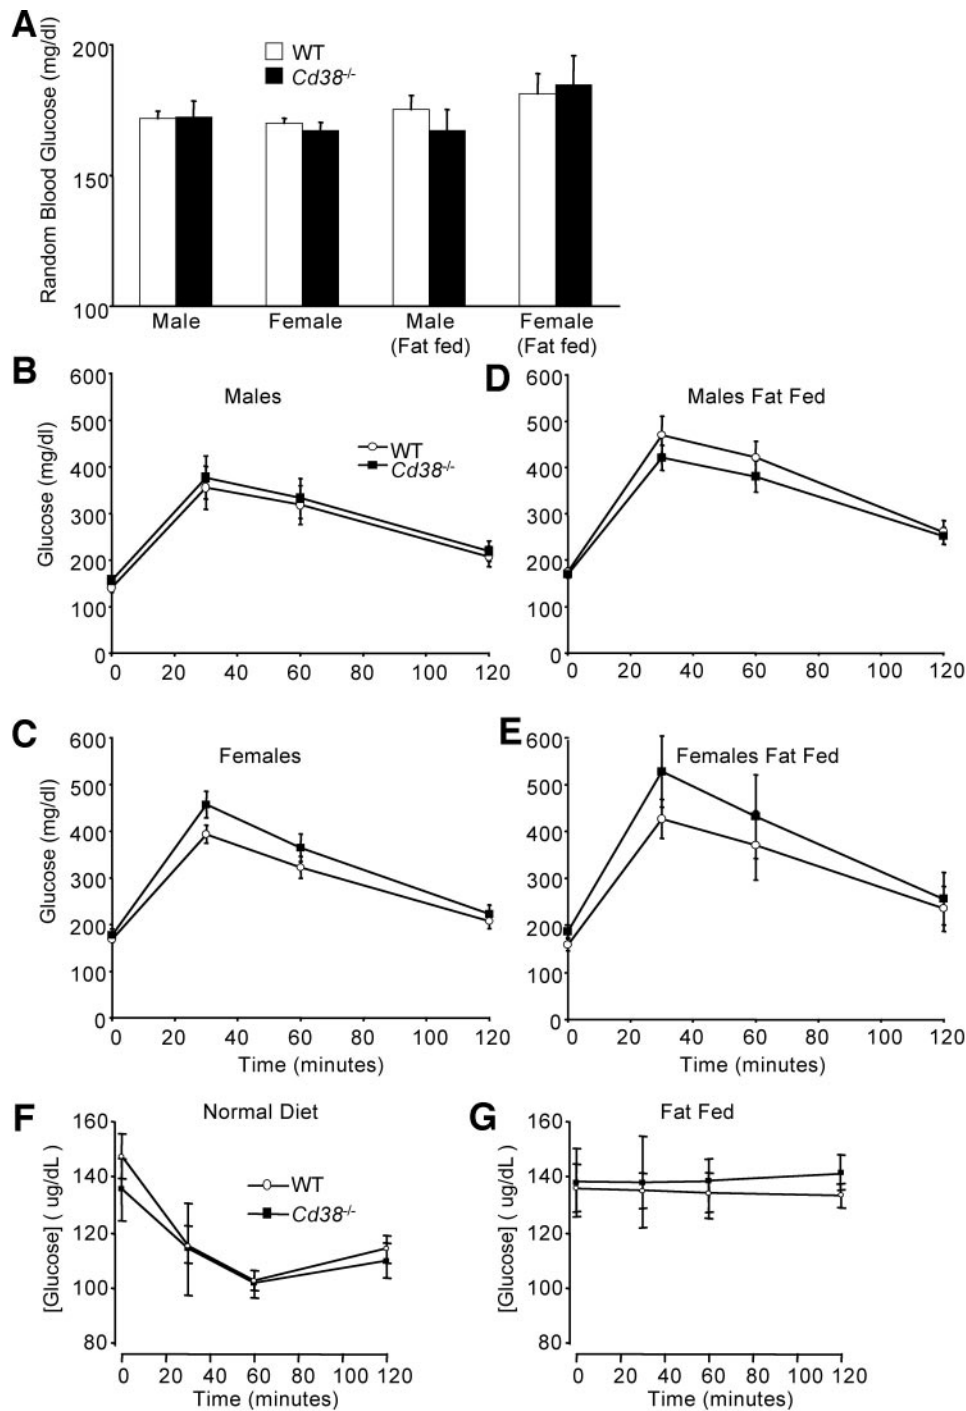 A
Random Blood Glucose (mg/dl)
200
150
100
WT
Cd38-/-
Male
Female
Male
(Fat fed)
Female
(Fat fed)
B
Males
Glucose (mg/dl)
600
500
400
300
200
100
0
WT
Cd38-/-
0 20 40 60 80 100 120
D
Males Fat Fed
600
500
400
300
200
100
0
0 20 40 60 80 100 120
C
Females
Glucose (mg/dl)
600
500
400
300
200
100
0
0 20 40 60 80 100 120
Time (minutes)
E
Females Fat Fed
600
500
400
300
200
100
0
0 20 40 60 80 100 120
Time (minutes)
F
Normal Diet
[Glucose] ( ug/dL )
160
140
120
100
80
WT
Cd38-/-
0 20 40 60 80 100 120
Time (minutes)
G
Fat Fed
[Glucose] ( ug/dL )
160
140
120
100
80
0 20 40 60 80 100 120
Time (minutes)